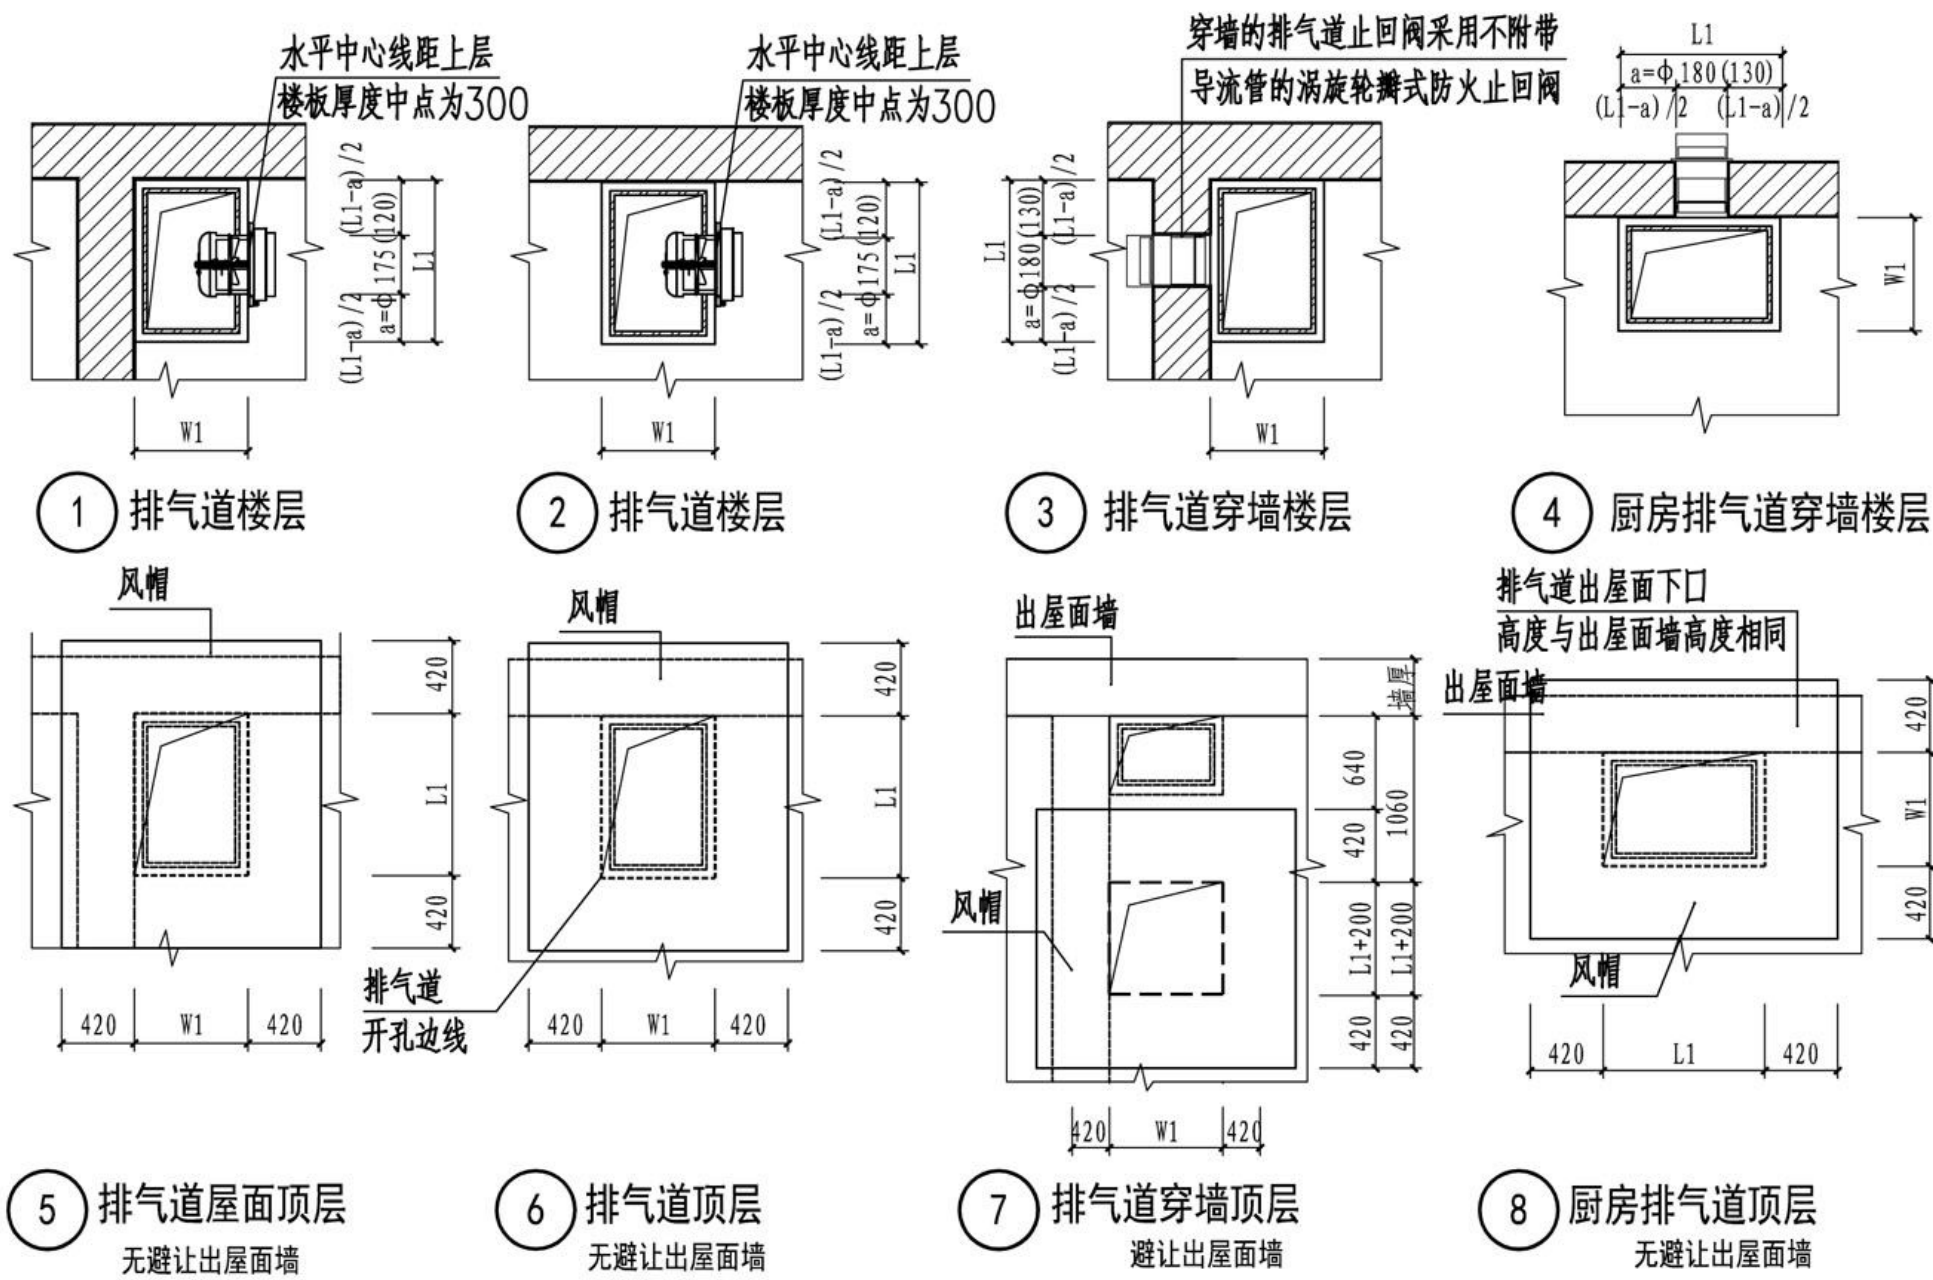 水平中心线距上层
楼板厚度中点为300
(L1-a)/2
a=ф175(120)
(L1-a)/2
L1
W1
1 排气道楼层
水平中心线距上层
楼板厚度中点为300
(L1-a)/2
a=ф175(120)
(L1-a)/2
L1
W1
2 排气道楼层
穿墙的排气道止回阀采用不附带
导流管的涡旋轮瓣式防火止回阀
L1
(L1-a)/2
a=ф180(130)
(L1-a)/2
W1
3 排气道穿墙楼层
L1
a=ф180(130)
(L1-a)/2 (L1-a)/2
W1
4 厨房排气道穿墙楼层
风帽
420
L1
420
420 W1 420
5 排气道屋面顶层
无避让出屋面墙
风帽
420
L1
420
排气道
开孔边线
420 W1 420
6 排气道顶层
无避让出屋面墙
出屋面墙
墙厚
640
1060
420
L1+200
L1+200
420
420
风帽
420 W1 420
7 排气道穿墙顶层
避让出屋面墙
排气道出屋面下口
高度与出屋面墙高度相同
出屋面墙
420
W1
420
风帽
420 L1 420
8 厨房排气道顶层
无避让出屋面墙